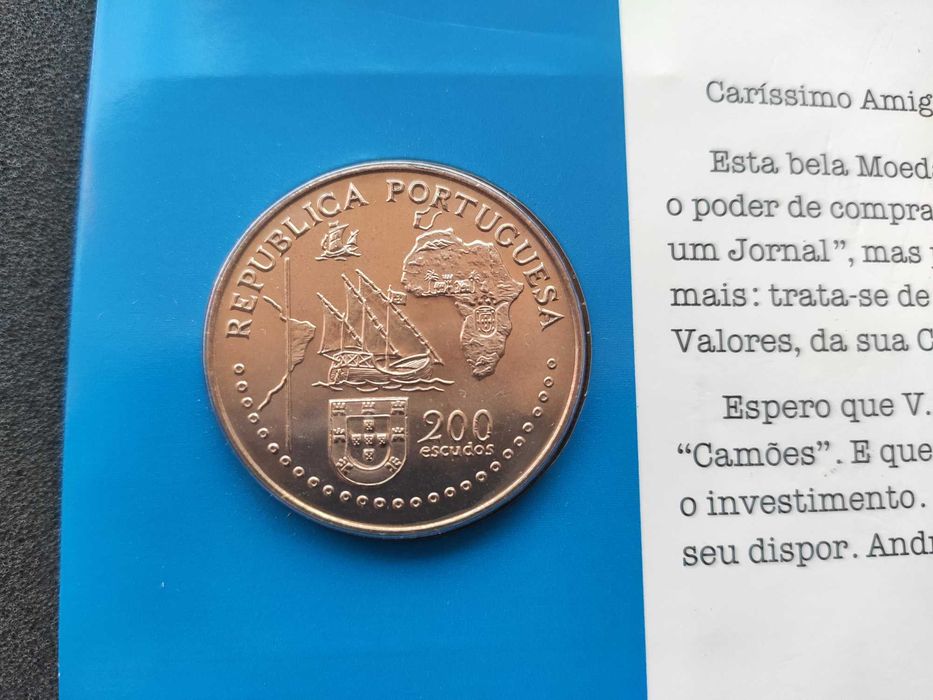 REPUBLICA PORTUGUESA
200
escudos
Caríssimo Amig
Esta bela Moeda
o poder de compra
um Jornal”, mas
mais: trata-se de
Valores, da sua C
Espero que V.
“Camões”. E que
o investimento.
seu dispor. Andr